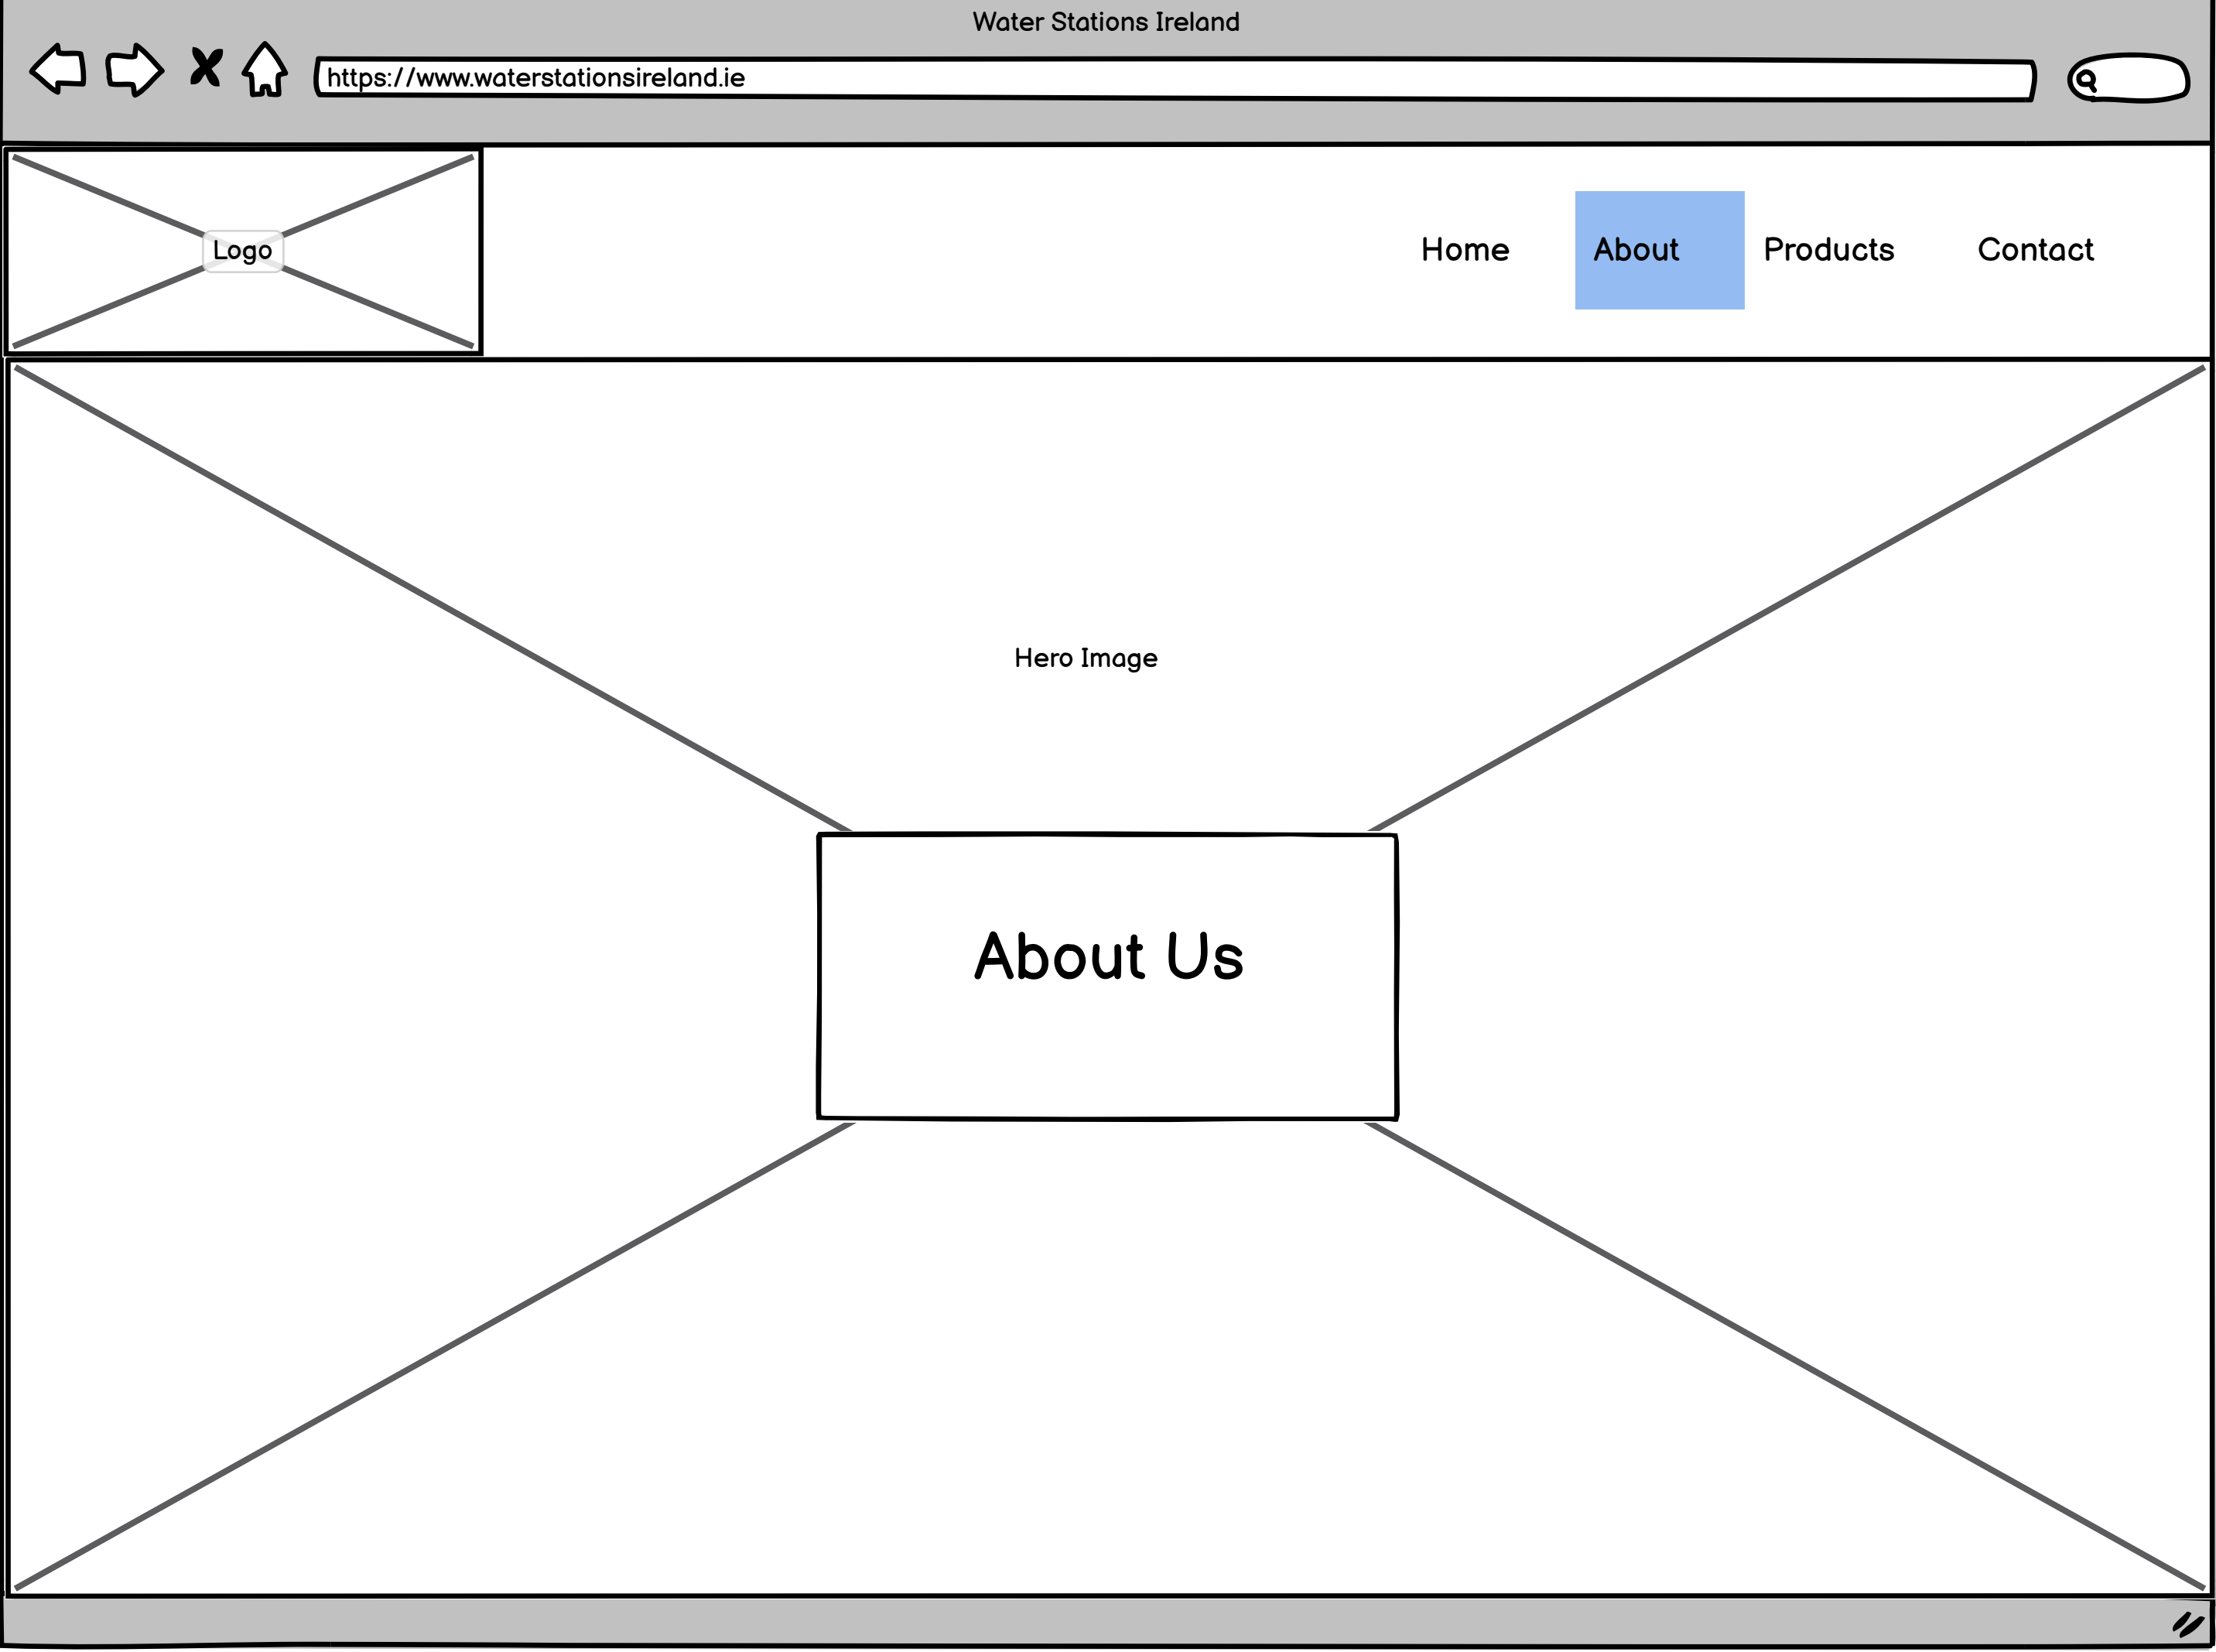 Water Stations Ireland
https://www.waterstationsireland.ie
Logo
Home About Products Contact
Hero Image
About Us